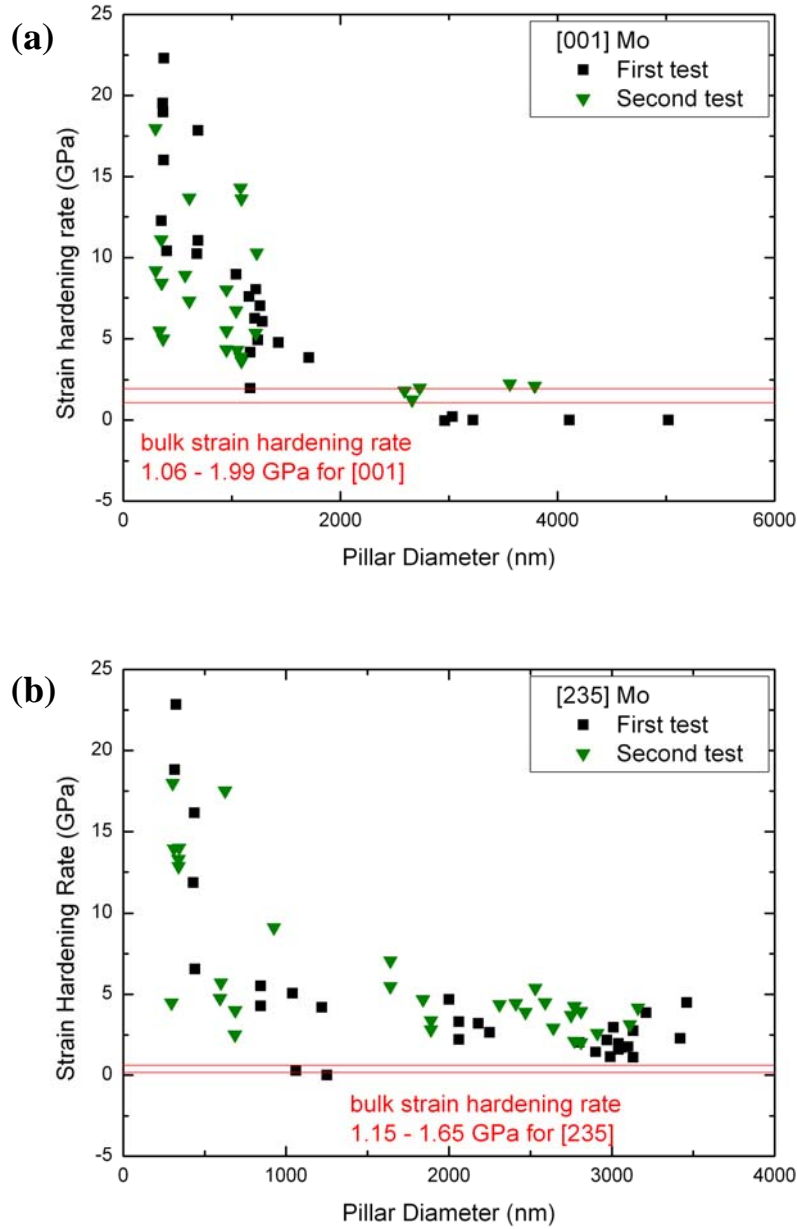 (a)
[001] Mo
First test
Second test
25
20
15
10
5
0
-5
Strain hardening rate (GPa)
bulk strain hardening rate
1.06 - 1.99 GPa for [001]
0
2000
4000
6000
Pillar Diameter (nm)
(b)
[235] Mo
First test
Second test
25
20
15
10
5
0
-5
Strain Hardening Rate (GPa)
bulk strain hardening rate
1.15 - 1.65 GPa for [235]
0
1000
2000
3000
4000
Pillar Diameter (nm)